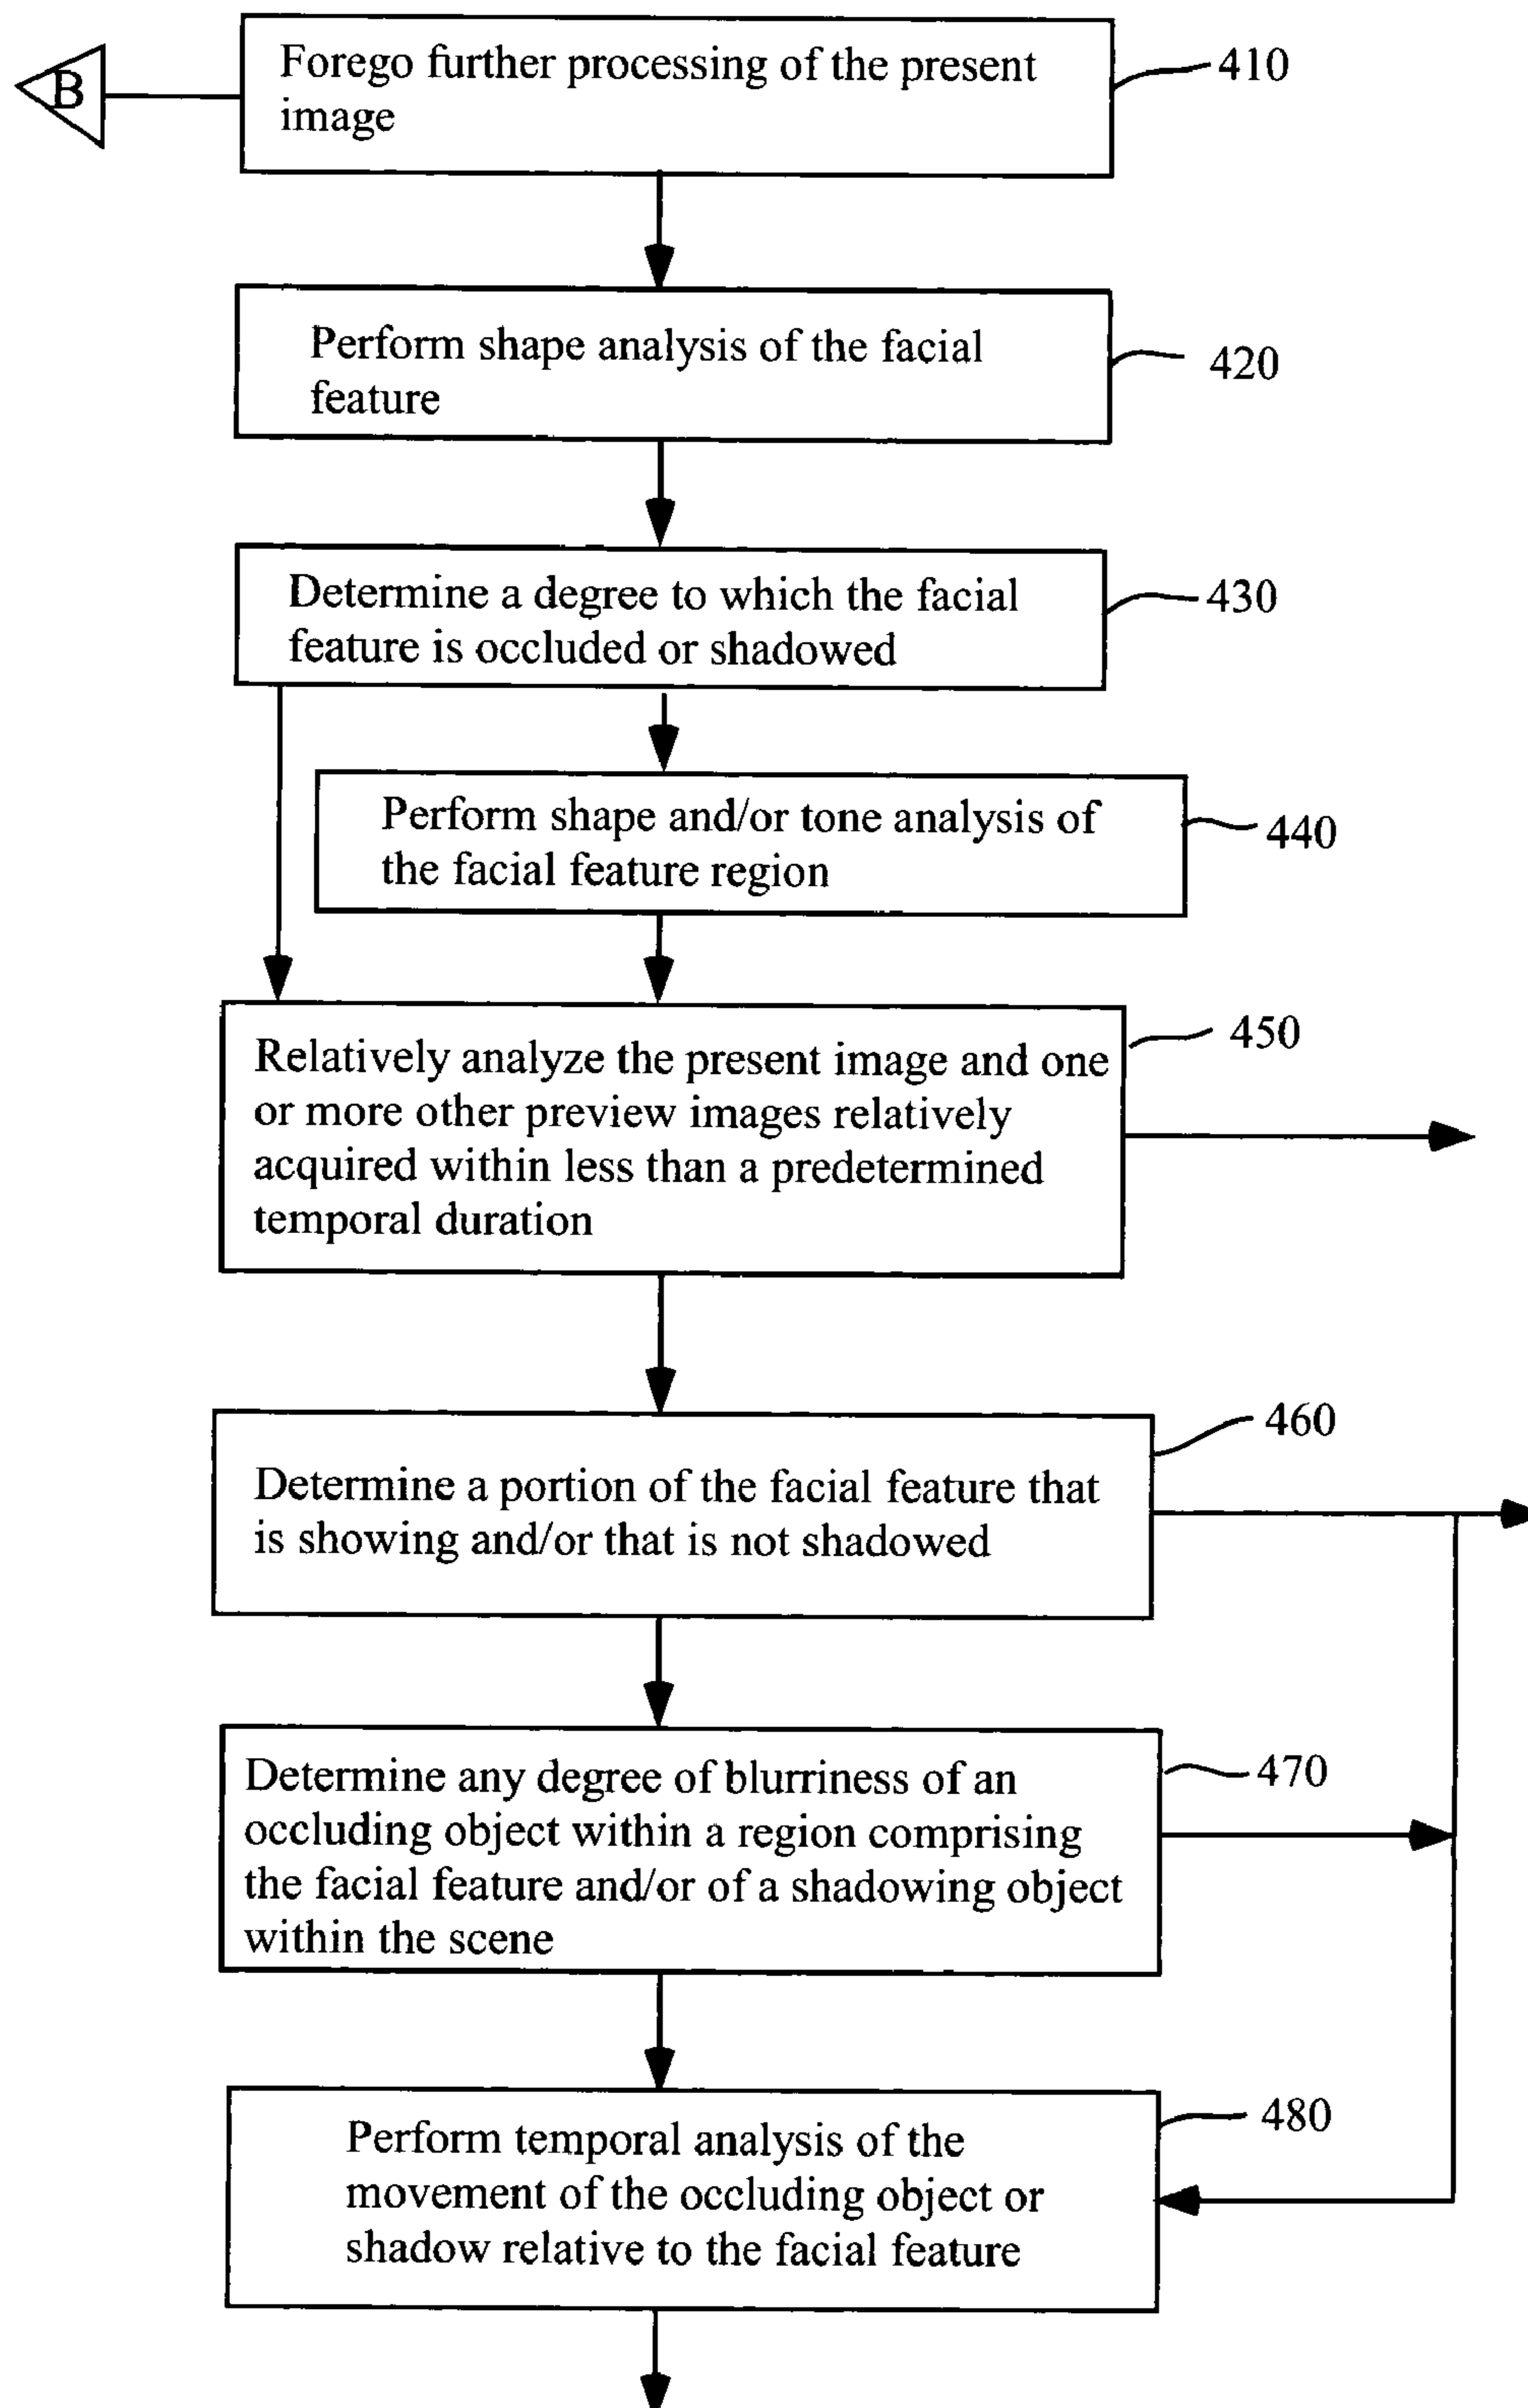 B
Forego further processing of the present
image
410
Perform shape analysis of the facial
feature
420
Determine a degree to which the facial
feature is occluded or shadowed
430
Perform shape and/or tone analysis of
the facial feature region
440
Relatively analyze the present image and one
or more other preview images relatively
acquired within less than a predetermined
temporal duration
450
Determine a portion of the facial feature that
is showing and/or that is not shadowed
460
Determine any degree of blurriness of an
occluding object within a region comprising
the facial feature and/or of a shadowing object
within the scene
470
Perform temporal analysis of the
movement of the occluding object or
shadow relative to the facial feature
480